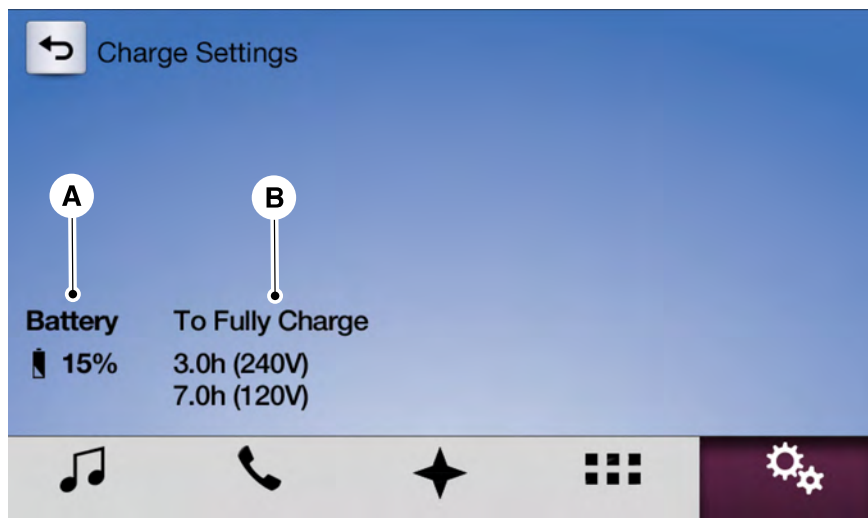 Charge Settings
A
B
Battery
To Fully Charge
15%
3.0h (240V)
7.0h (120V)